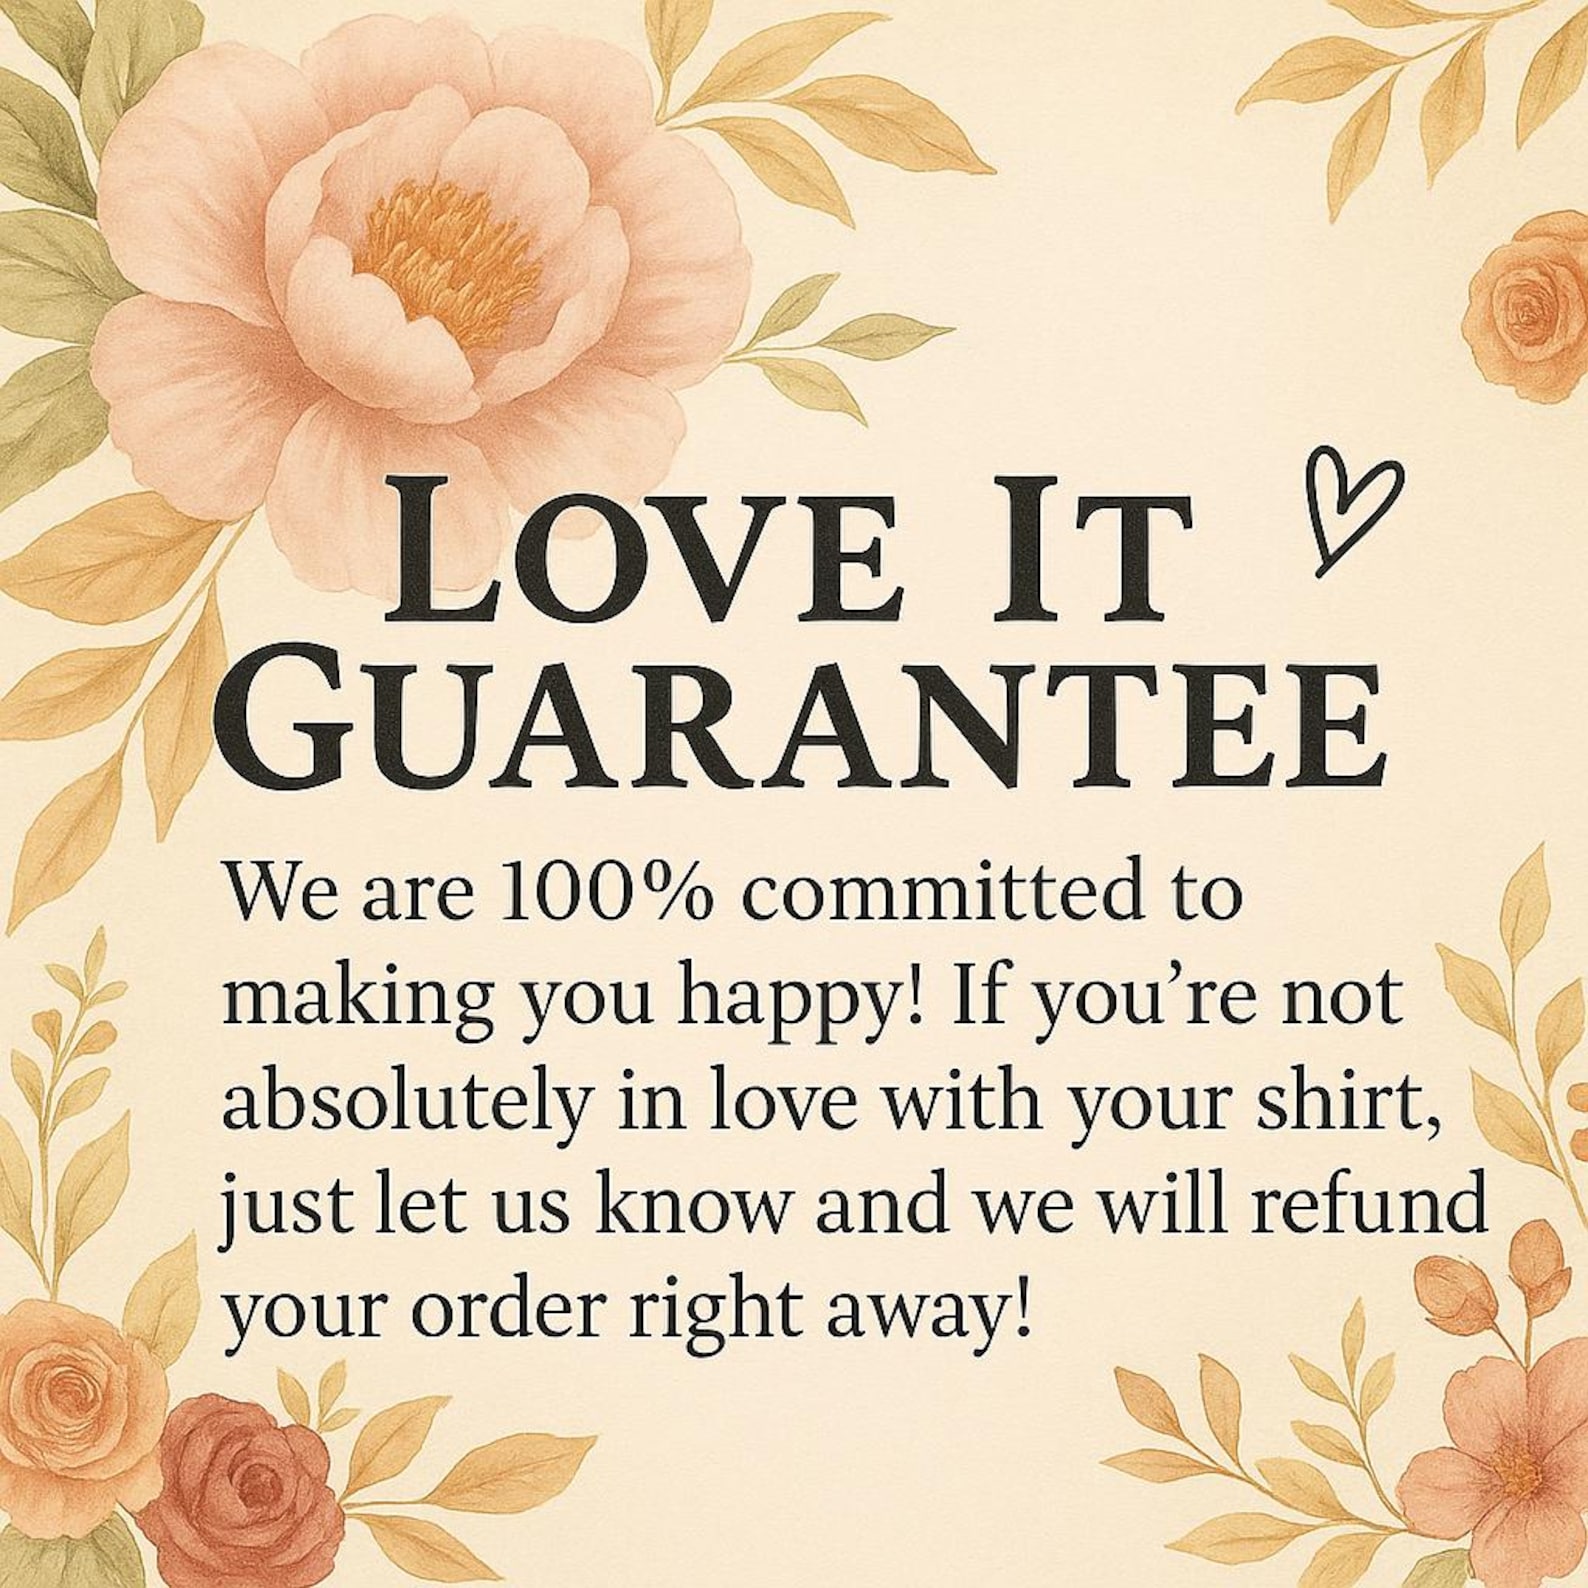 Love It
Guarantee
We are 100% committed to
making you happy! If you’re not
absolutely in love with your shirt,
just let us know and we will refund
your order right away!